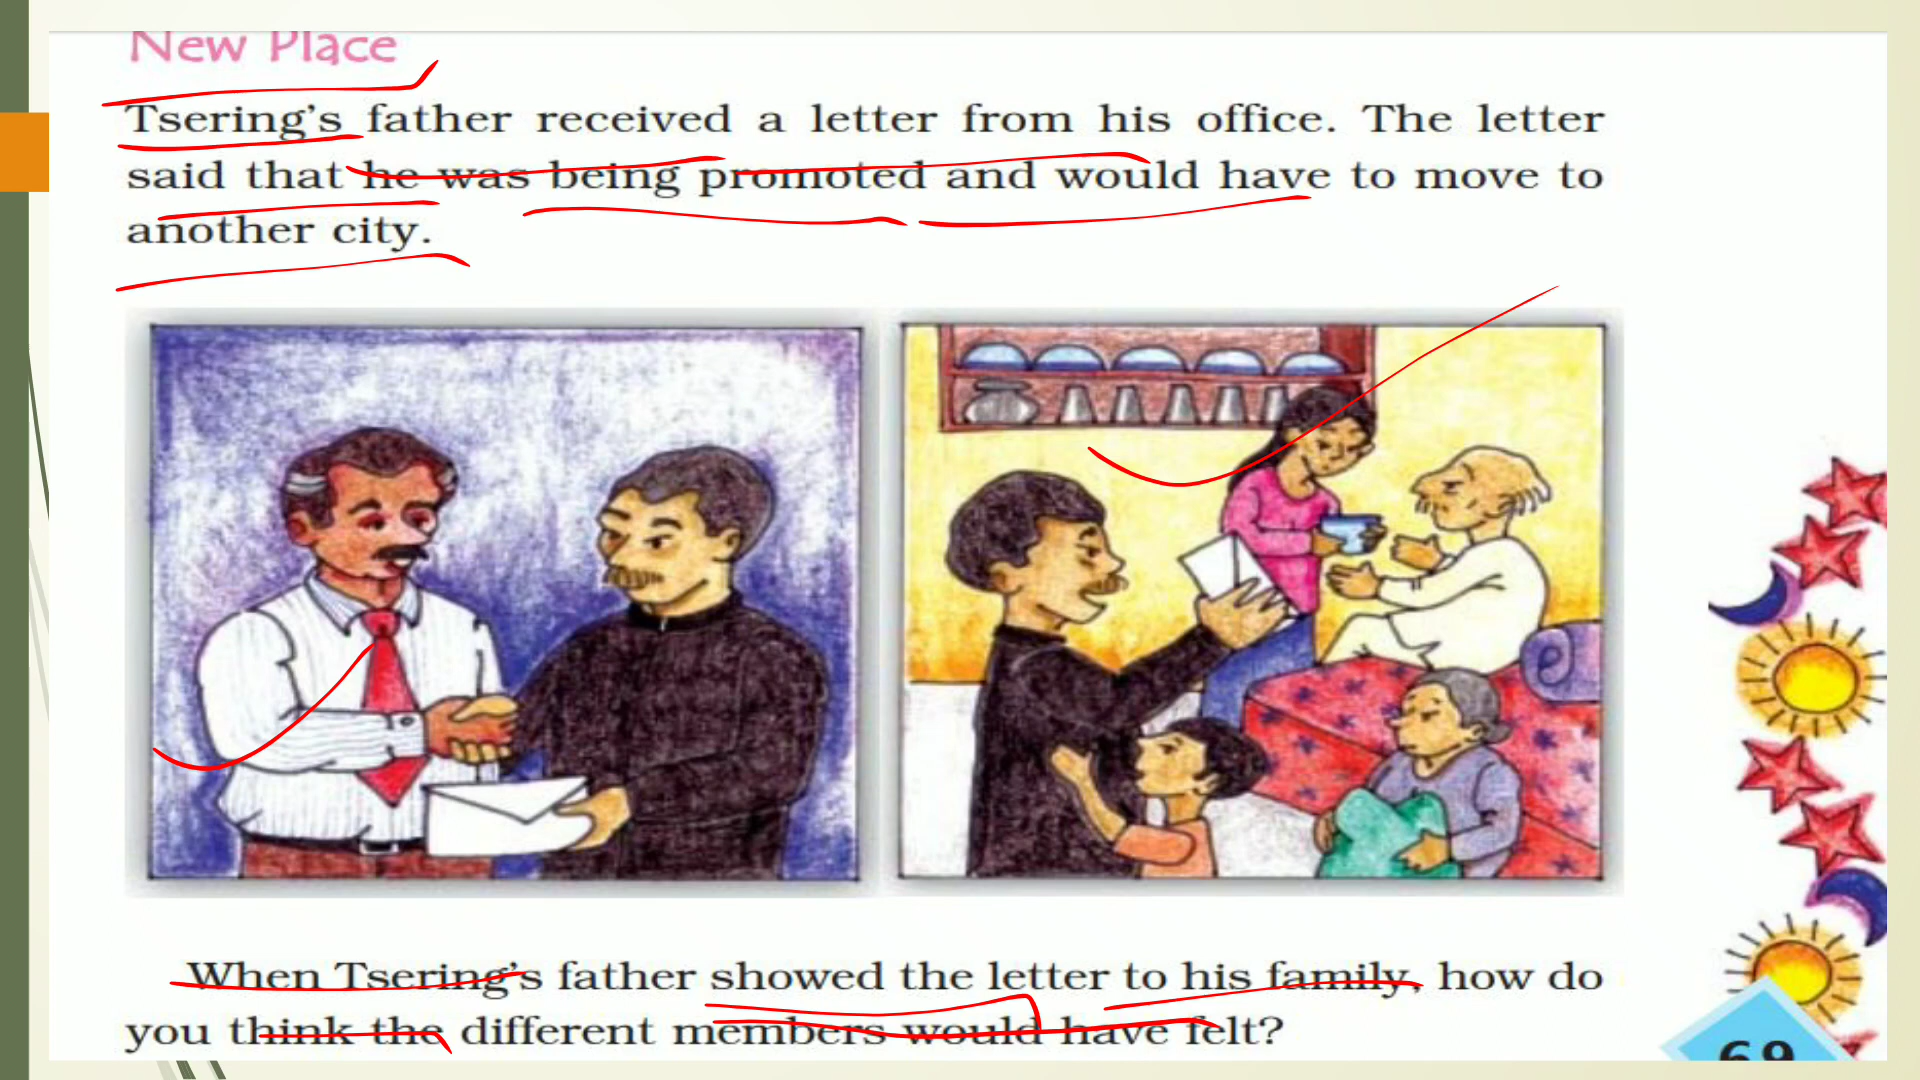 New Place
Tsering's father received a letter from his office. The letter
said that he was being promoted and would have to move to
another city.
When Tsering's father showed the letter to his family, how do
you think the different members would have felt?
69